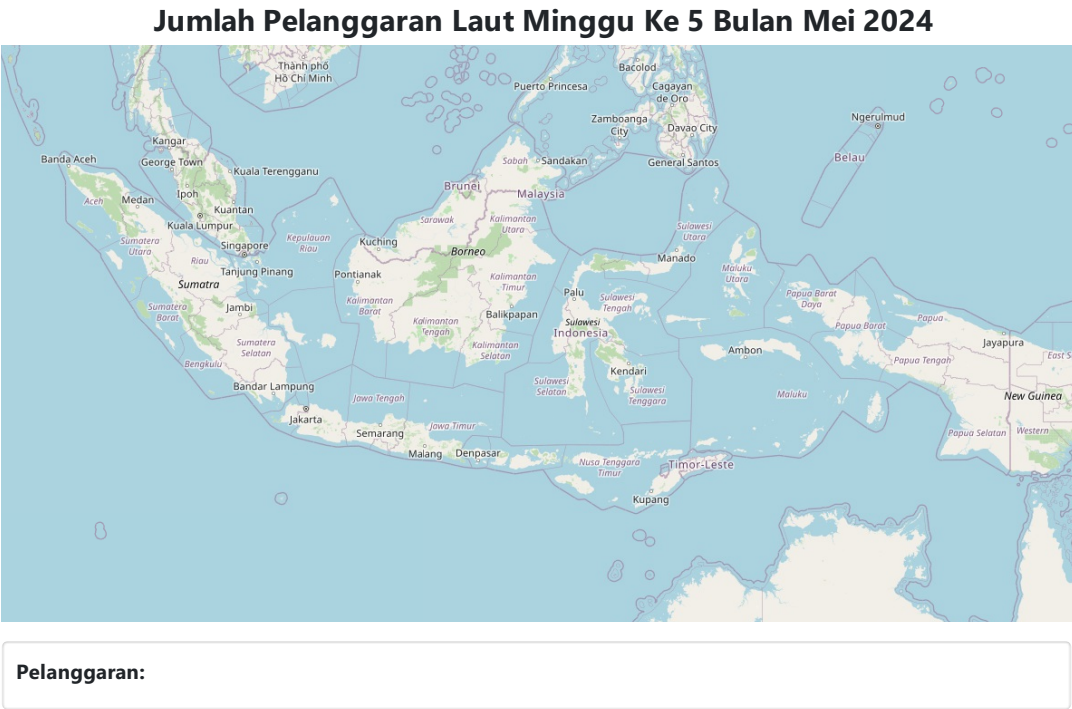 Jumlah Pelanggaran Laut Minggu Ke 5 Bulan Mei 2024
Thành phố
Hồ Chí Minh
Bacolod
Puerto Princesa
Cagayan
de Oro
Zamboanga
City
Davao City
Ngerulmud
Kangar
Banda Aceh
George Town
Kuala Terengganu
Sabah
Sandakan
General Santos
Belau
Ipoh
Brunei
Malaysia
Aceh
Medan
Kuantan
Kuala Lumpur
Sarawak
Kalimantan
Utara
Sulawesi
Utara
Sumatera
Utara
Singapore
Kepulauan
Riau
Kuching
Borneo
Manado
Riau
Tanjung Pinang
Pontianak
Maluku
Utara
Sumatra
Kalimantan
Timur
Palu
Sulawesi
Tengah
Papua Barat
Daya
Sumatera
Barat
Jambi
Kalimantan
Barat
Balikpapan
Kalimantan
Tengah
Sulawesi
Indonesia
Papua Barat
Papua
Jayapura
Sumatera
Selatan
Kalimantan
Selatan
Ambon
Papua Tengah
East S
Bengkulu
Kendari
Bandar Lampung
Sulawesi
Selatan
Sulawesi
Tenggara
Maluku
New Guinea
Jawa Tengah
Jakarta
Semarang
Jawa Timur
Papua Selatan
Western
Malang
Denpasar
Nusa Tenggara
Timur
Timor-Leste
Kupang
Pelanggaran: